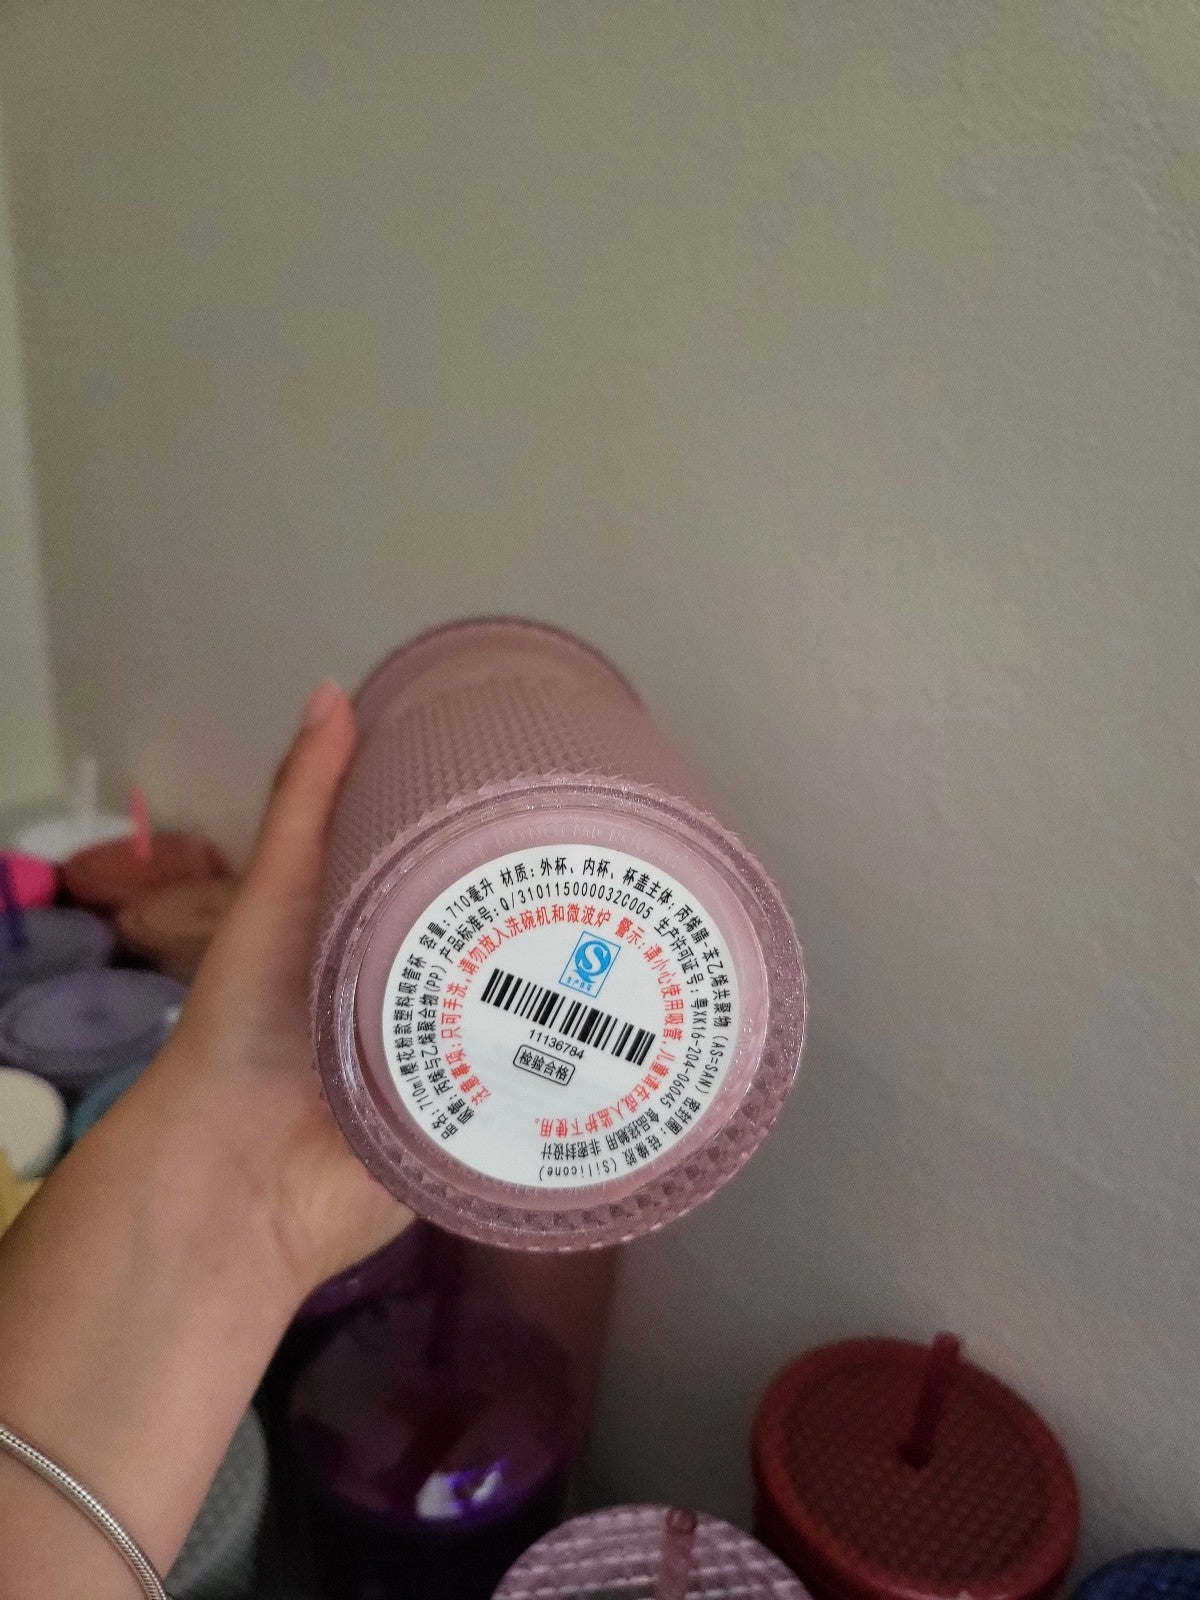 品名：710ml樱花粉款塑料吸管杯 容量：710毫升 材质：外杯、内杯、杯盖主体：丙烯腈-苯乙烯共聚物（AS=SAN）密封圈：硅橡胶（Silicone）
吸管：丙烯与乙烯聚合物(PP) 产品标准号：Q/310115000032C005 生产许可证号：粤XK16-204-06045 食品接触用 非密封设计
注意事项：只可手洗，请勿放入洗碗机和微波炉 警示：请小心使用吸管，儿童请在成人监护下使用。
11136784
检验合格